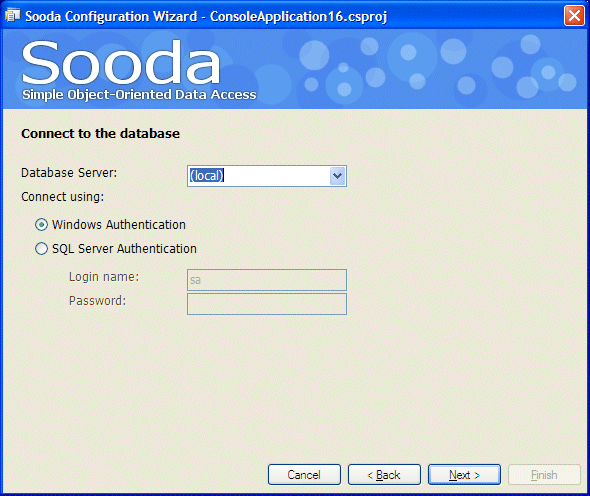 Sooda Configuration Wizard - ConsoleApplication16.csproj
Sooda
Simple Object-Oriented Data Access
Connect to the database
Database Server: (local)
Connect using:
Windows Authentication
SQL Server Authentication
Login name: sa
Password:
Cancel < Back Next > Finish